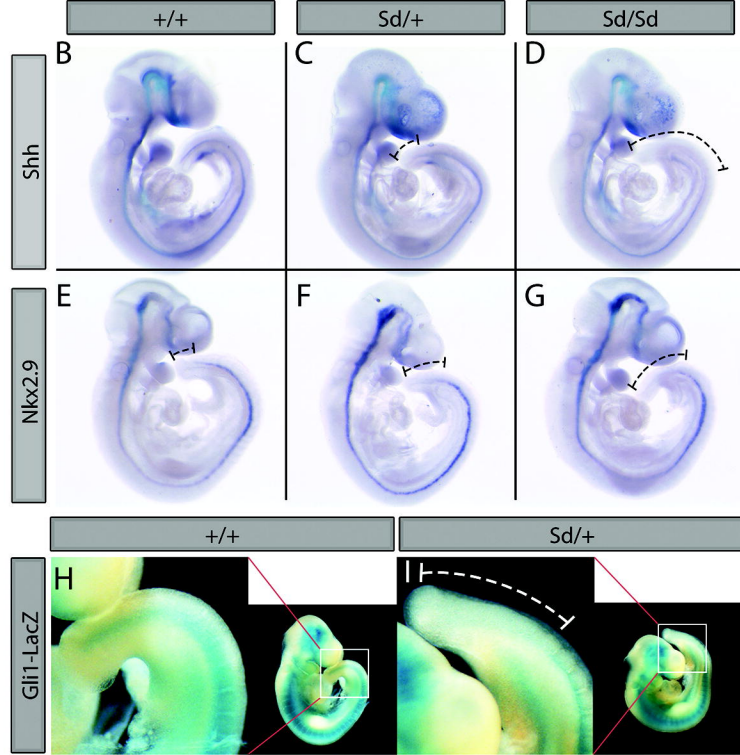 +/+ Sd/+ Sd/Sd
B C D
Shh
E F G
Nkx2.9
+/+ Sd/+
H I
Gli1-LacZ